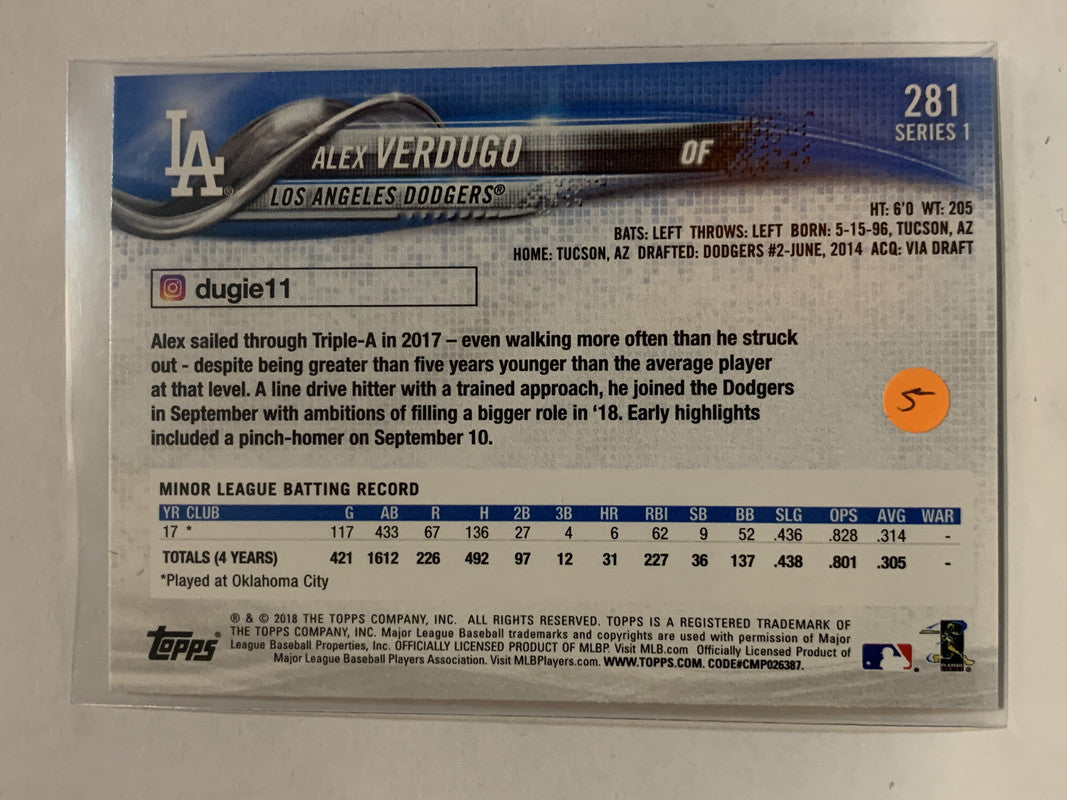 281
SERIES 1
LA
ALEX VERDUGO OF
LOS ANGELES DODGERS®
HT: 6'0 WT: 205
BATS: LEFT THROWS: LEFT BORN: 5-15-96, TUCSON, AZ
HOME: TUCSON, AZ DRAFTED: DODGERS #2-JUNE, 2014 ACQ: VIA DRAFT
dugie11
Alex sailed through Triple-A in 2017 – even walking more often than he struck
out - despite being greater than five years younger than the average player
at that level. A line drive hitter with a trained approach, he joined the Dodgers
in September with ambitions of filling a bigger role in '18. Early highlights
included a pinch-homer on September 10.
5
MINOR LEAGUE BATTING RECORD
YR CLUB G AB R H 2B 3B HR RBI SB BB SLG OPS AVG WAR
17 * 117 433 67 136 27 4 6 62 9 52 .436 .828 .314 -
TOTALS (4 YEARS) 421 1612 226 492 97 12 31 227 36 137 .438 .801 .305 -
*Played at Oklahoma City
topps®
® & © 2018 THE TOPPS COMPANY, INC. ALL RIGHTS RESERVED. TOPPS IS A REGISTERED TRADEMARK OF
THE TOPPS COMPANY, INC. Major League Baseball trademarks and copyrights are used with permission of Major
League Baseball Properties, Inc. OFFICIALLY LICENSED PRODUCT OF MLBP. Visit MLB.com Officially Licensed Product of
Major League Baseball Players Association. Visit MLBPlayers.com. WWW.TOPPS.COM. CODE#CMP026387.